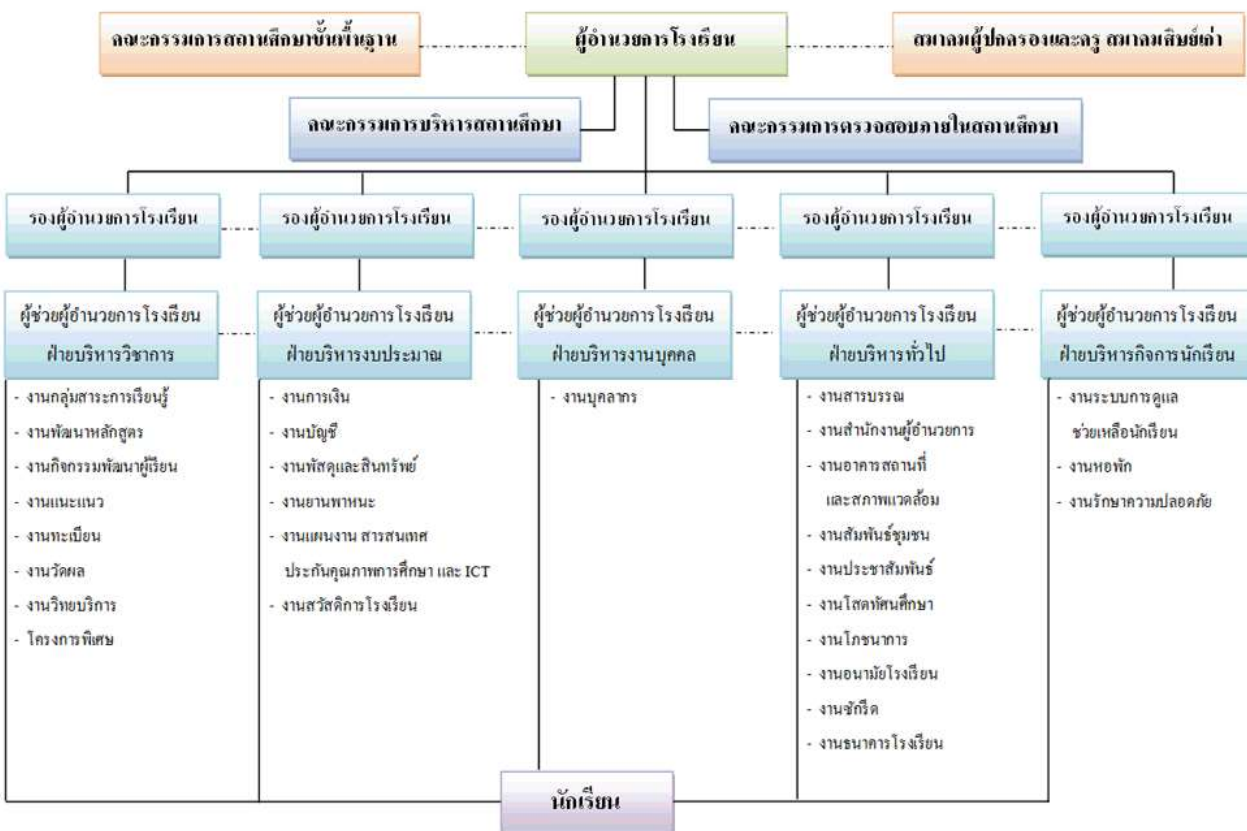 คณะกรรมการสถานศึกษาขั้นพื้นฐาน
ผู้อำนวยการโรงเรียน
สมาคมผู้ปกครองและครู สมาคมศิษย์เก่า
คณะกรรมการบริหารสถานศึกษา
คณะกรรมการตรวจสอบภายในสถานศึกษา
รองผู้อำนวยการโรงเรียน
รองผู้อำนวยการโรงเรียน
รองผู้อำนวยการโรงเรียน
รองผู้อำนวยการโรงเรียน
รองผู้อำนวยการโรงเรียน
ผู้ช่วยผู้อำนวยการโรงเรียน
ฝ่ายบริหารวิชาการ
- งานกลุ่มสาระการเรียนรู้
- งานพัฒนาหลักสูตร
- งานกิจกรรมพัฒนาผู้เรียน
- งานแนะแนว
- งานทะเบียน
- งานวัดผล
- งานวิทยบริการ
- โครงการพิเศษ
ผู้ช่วยผู้อำนวยการโรงเรียน
ฝ่ายบริหารงบประมาณ
- งานการเงิน
- งานบัญชี
- งานพัสดุและสินทรัพย์
- งานยานพาหนะ
- งานแผนงาน สารสนเทศ
ประกันคุณภาพการศึกษา และ ICT
- งานสวัสดิการโรงเรียน
ผู้ช่วยผู้อำนวยการโรงเรียน
ฝ่ายบริหารงานบุคคล
- งานบุคลากร
ผู้ช่วยผู้อำนวยการโรงเรียน
ฝ่ายบริหารทั่วไป
- งานสารบรรณ
- งานสำนักงานผู้อำนวยการ
- งานอาคารสถานที่
และสภาพแวดล้อม
- งานสัมพันธ์ชุมชน
- งานประชาสัมพันธ์
- งานโสตทัศนศึกษา
- งานโภชนาการ
- งานอนามัยโรงเรียน
- งานซักรีด
- งานธนาคารโรงเรียน
ผู้ช่วยผู้อำนวยการโรงเรียน
ฝ่ายบริหารกิจการนักเรียน
- งานระบบการดูแล
ช่วยเหลือนักเรียน
- งานหอพัก
- งานรักษาความปลอดภัย
นักเรียน